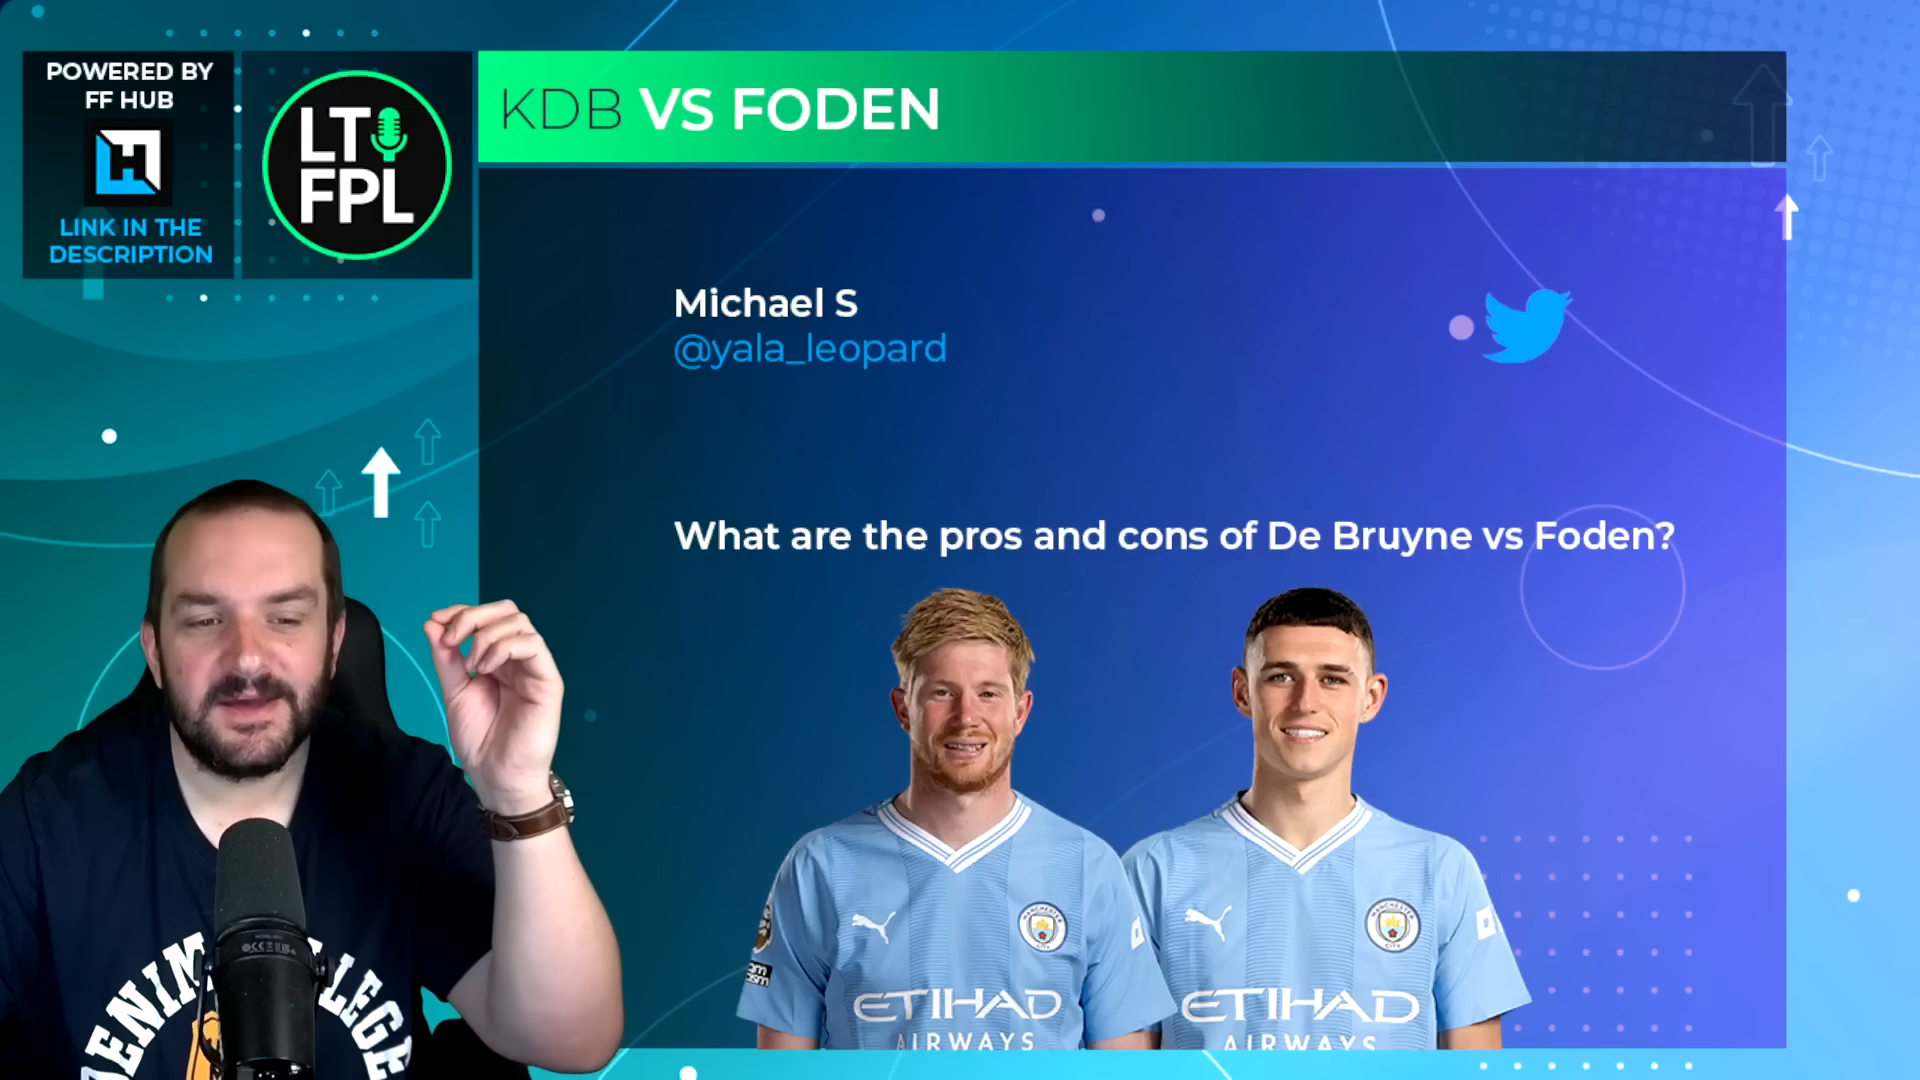 POWERED BY
FF HUB
LINK IN THE
DESCRIPTION
LT
FPL
KDB VS FODEN
Michael S
@yala_leopard
What are the pros and cons of De Bruyne vs Foden?
ETIHAD
AIRWAYS
ETIHAD
AIRWAYS